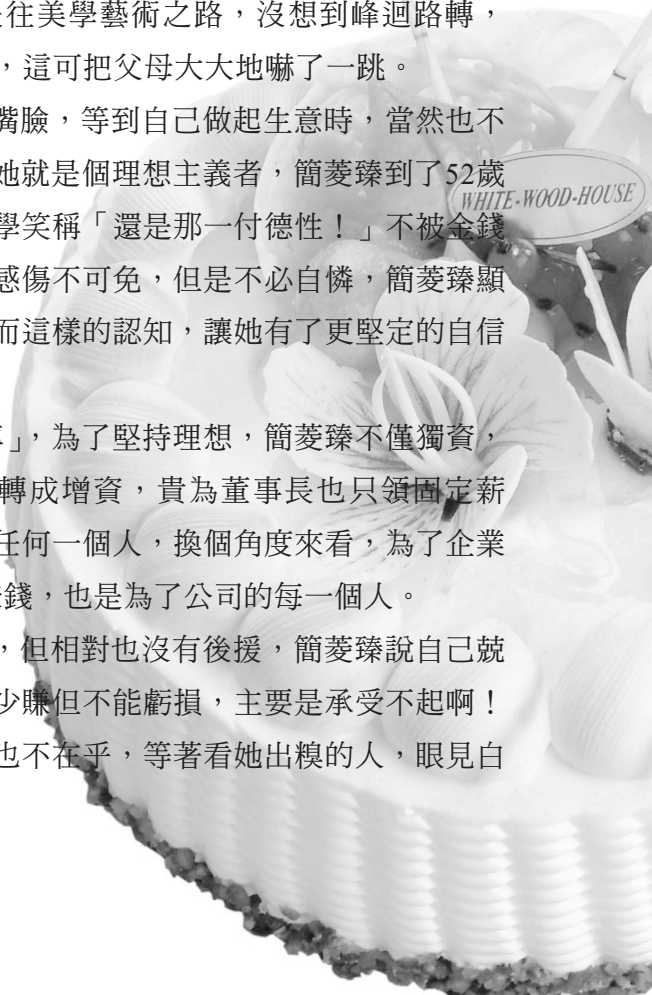 往美學藝術之路，沒想到峰迴路轉，
，這可把父母大大地嚇了一跳。
嘴臉，等到自己做起生意時，當然也不
她就是個理想主義者，簡菱臻到了52歲
學笑稱「還是那一付德性！」不被金錢
感傷不可免，但是不必自憐，簡菱臻顯
而這樣的認知，讓她有了更堅定的自信
」，為了堅持理想，簡菱臻不僅獨資，
轉成增資，貴為董事長也只領固定薪
任何一個人，換個角度來看，為了企業
錢，也是為了公司的每一個人。
，但相對也沒有後援，簡菱臻說自己兢
少賺但不能虧損，主要是承受不起啊！
也不在乎，等著看她出糗的人，眼見白
WHITE-WOOD-HOUSE